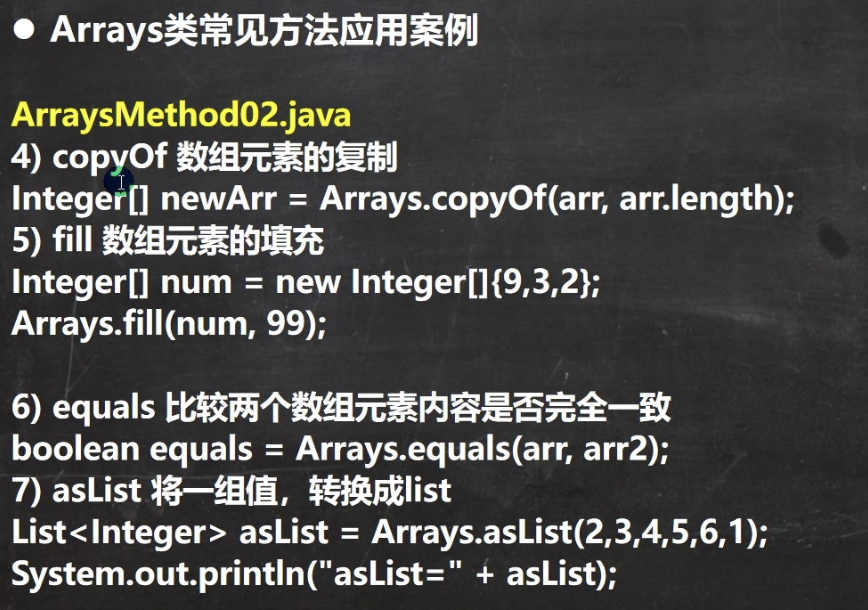 ● Arrays类常见方法应用案例
ArraysMethod02.java
4) copyOf 数组元素的复制
Integer[] newArr = Arrays.copyOf(arr, arr.length);
5) fill 数组元素的填充
Integer[] num = new Integer[]{9,3,2};
Arrays.fill(num, 99);
6) equals 比较两个数组元素内容是否完全一致
boolean equals = Arrays.equals(arr, arr2);
7) asList 将一组值，转换成list
List<Integer> asList = Arrays.asList(2,3,4,5,6,1);
System.out.println("asList=" + asList);